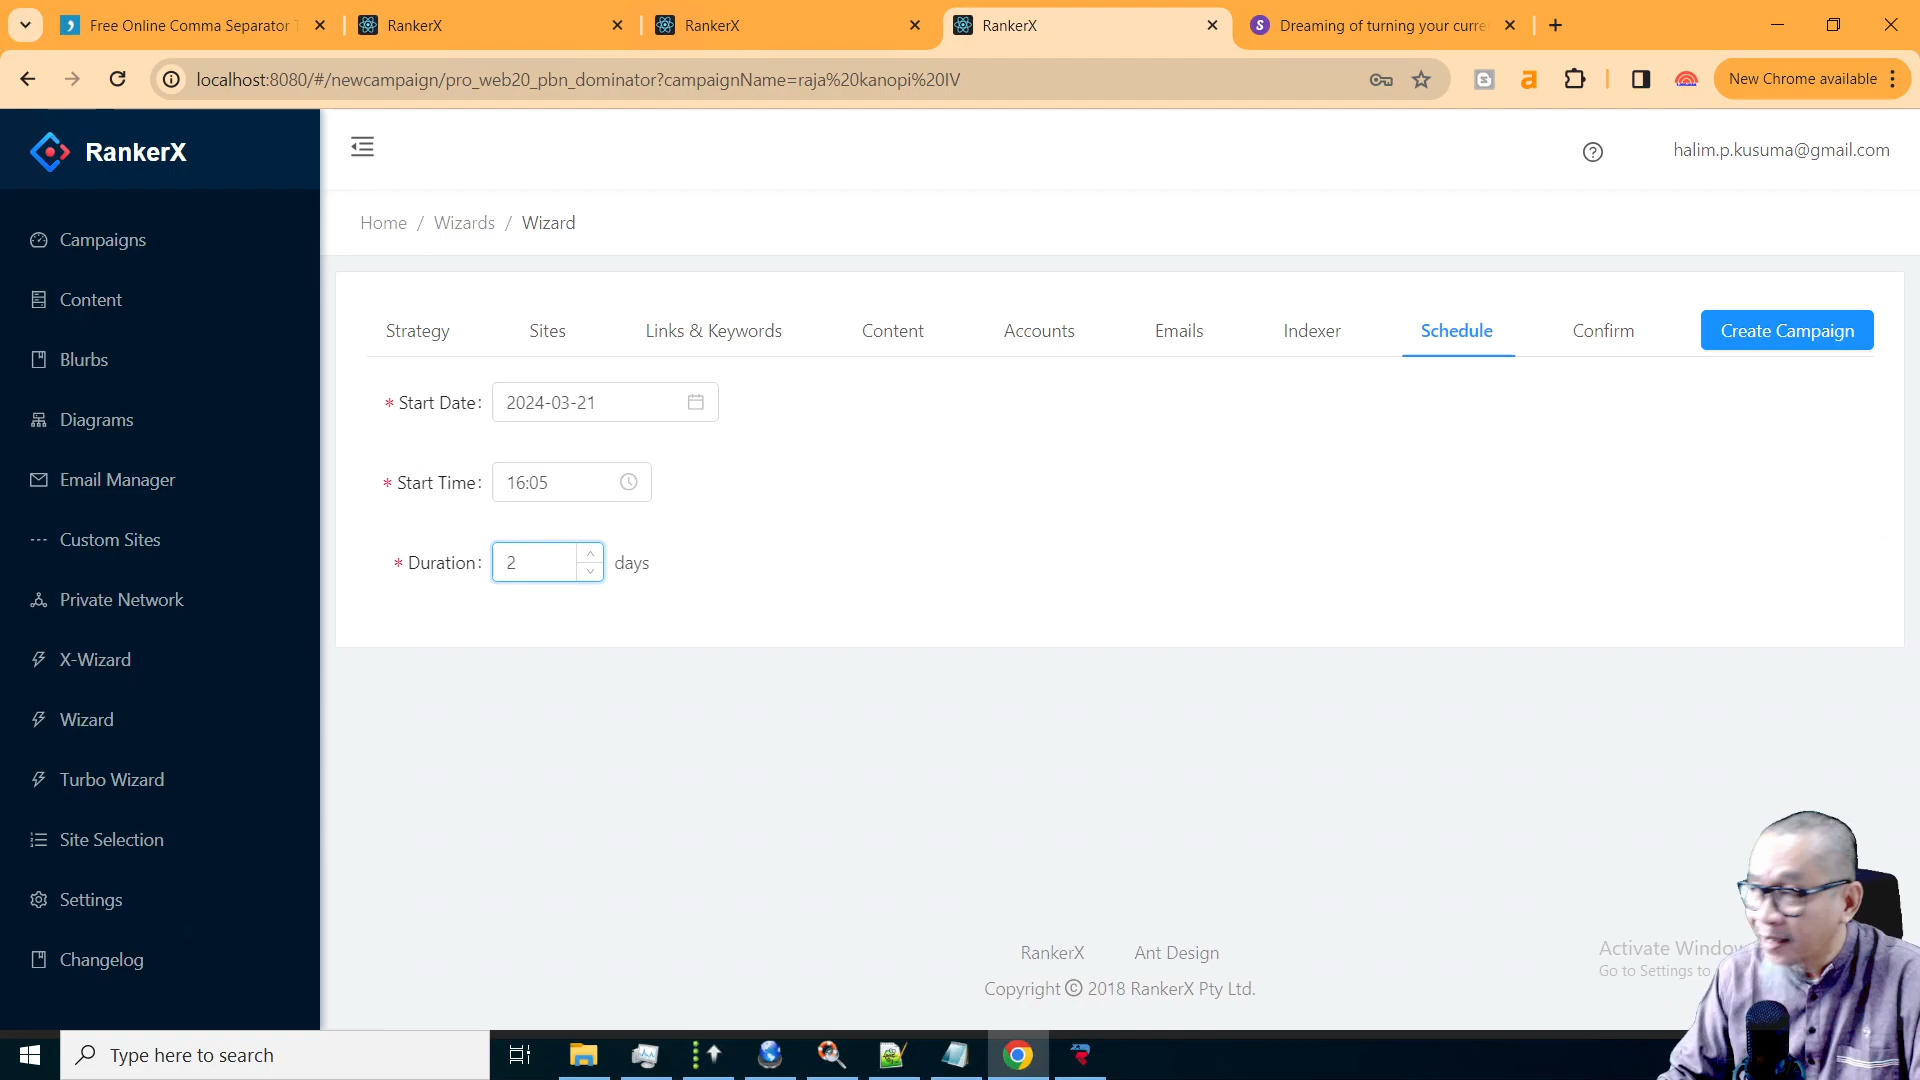 Free Online Comma Separator
RankerX
RankerX
RankerX
Dreaming of turning your curre
localhost:8080/#/newcampaign/pro_web20_pbn_dominator?campaignName=raja%20kanopi%20IV
New Chrome available
RankerX
halim.p.kusuma@gmail.com
Home / Wizards / Wizard
Campaigns
Content
Blurbs
Diagrams
Email Manager
Custom Sites
Private Network
X-Wizard
Wizard
Turbo Wizard
Site Selection
Settings
Changelog
Strategy
Sites
Links & Keywords
Content
Accounts
Emails
Indexer
Schedule
Confirm
Create Campaign
* Start Date: 2024-03-21
* Start Time: 16:05
* Duration: 2 days
RankerX Ant Design
Copyright © 2018 RankerX Pty Ltd.
Activate Window
Go to Settings to
Type here to search